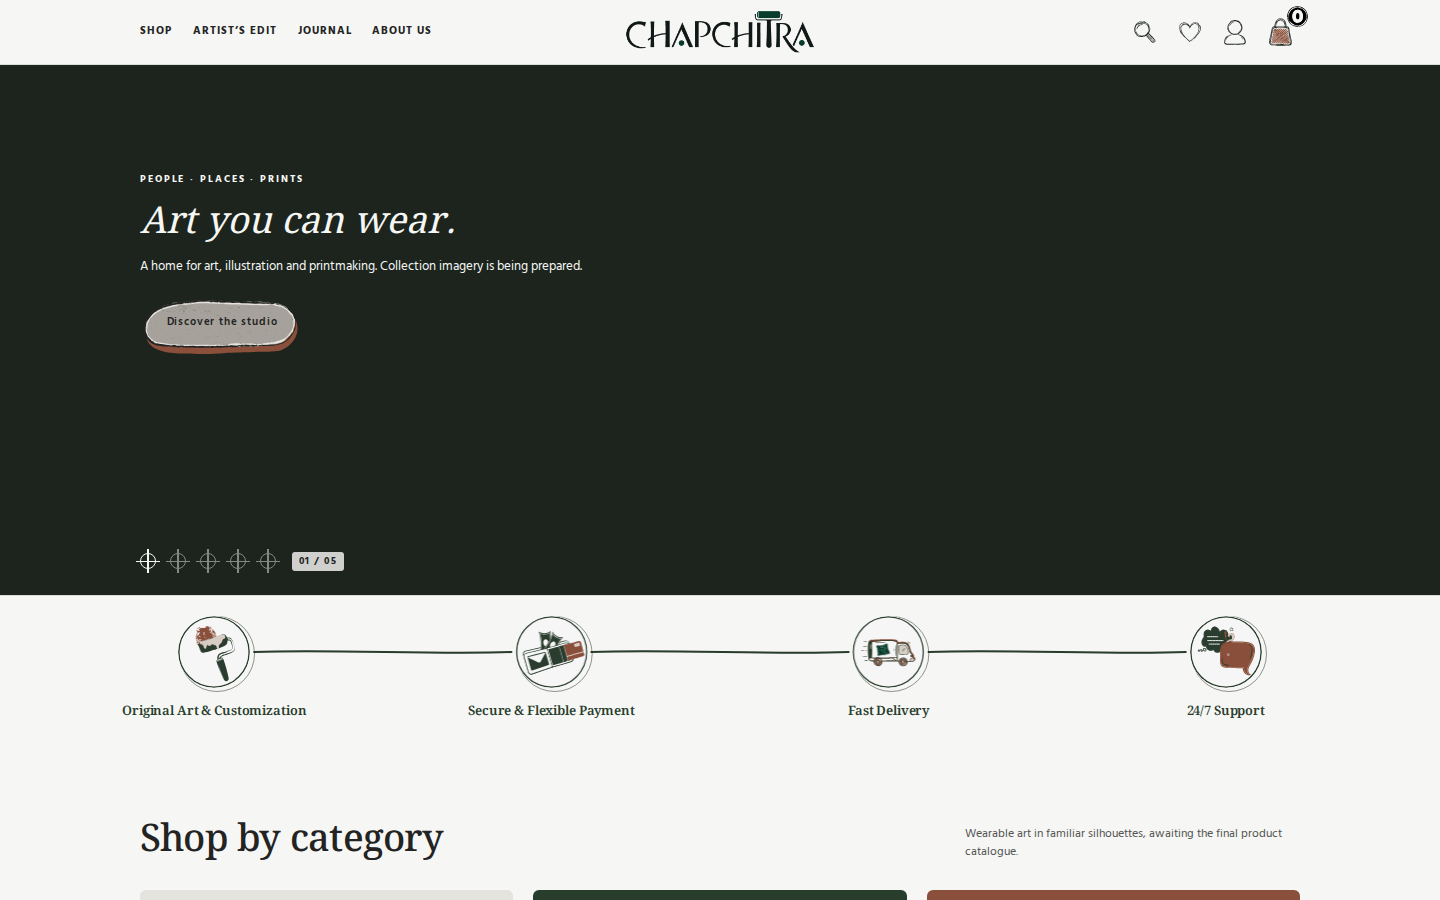 SHOP ARTIST'S EDIT JOURNAL ABOUT US
CHAPCHITRA
0
PEOPLE · PLACES · PRINTS
Art you can wear.
A home for art, illustration and printmaking. Collection imagery is being prepared.
Discover the studio
01 / 05
Original Art & Customization
Secure & Flexible Payment
Fast Delivery
24/7 Support
Shop by category
Wearable art in familiar silhouettes, awaiting the final product
catalogue.